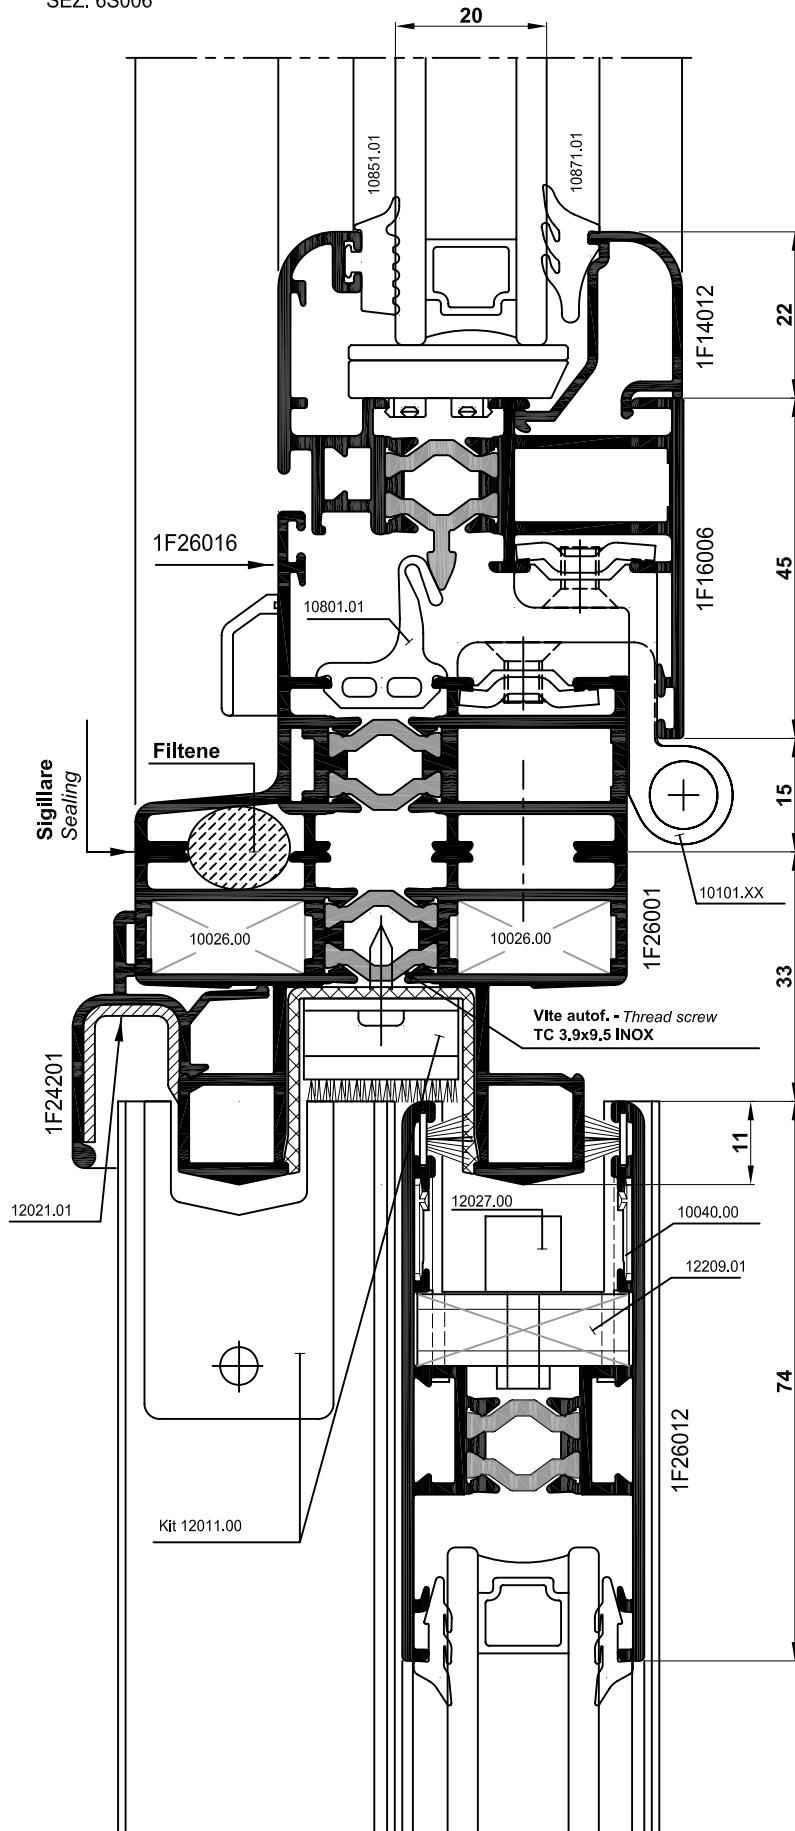 SEZ. 6S006
20
10851.01
10871.01
22
1F14012
1F26016
45
1F16006
10801.01
Sigillare
Sealing
Filtene
15
10101.XX
10026.00
10026.00
1F26001
33
VIte autof. - Thread screw
TC 3.9x9.5 INOX
1F24201
11
12021.01
12027.00
10040.00
12209.01
74
1F26012
Kit 12011.00